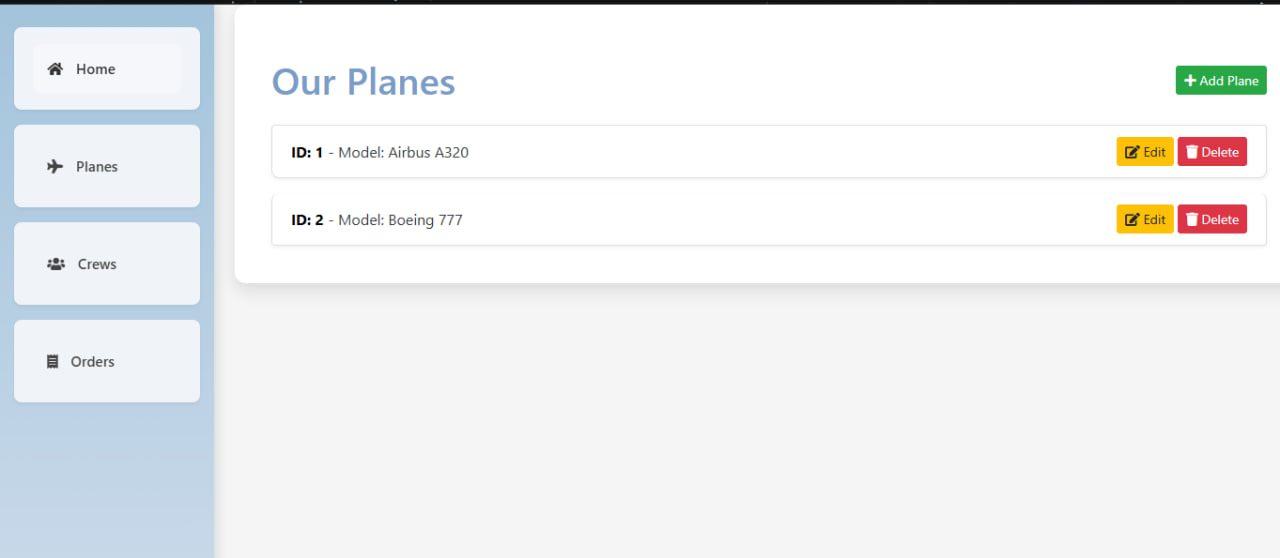 Home
Planes
Crews
Orders
Our Planes
Add Plane
ID: 1 - Model: Airbus A320
Edit Delete
ID: 2 - Model: Boeing 777
Edit Delete